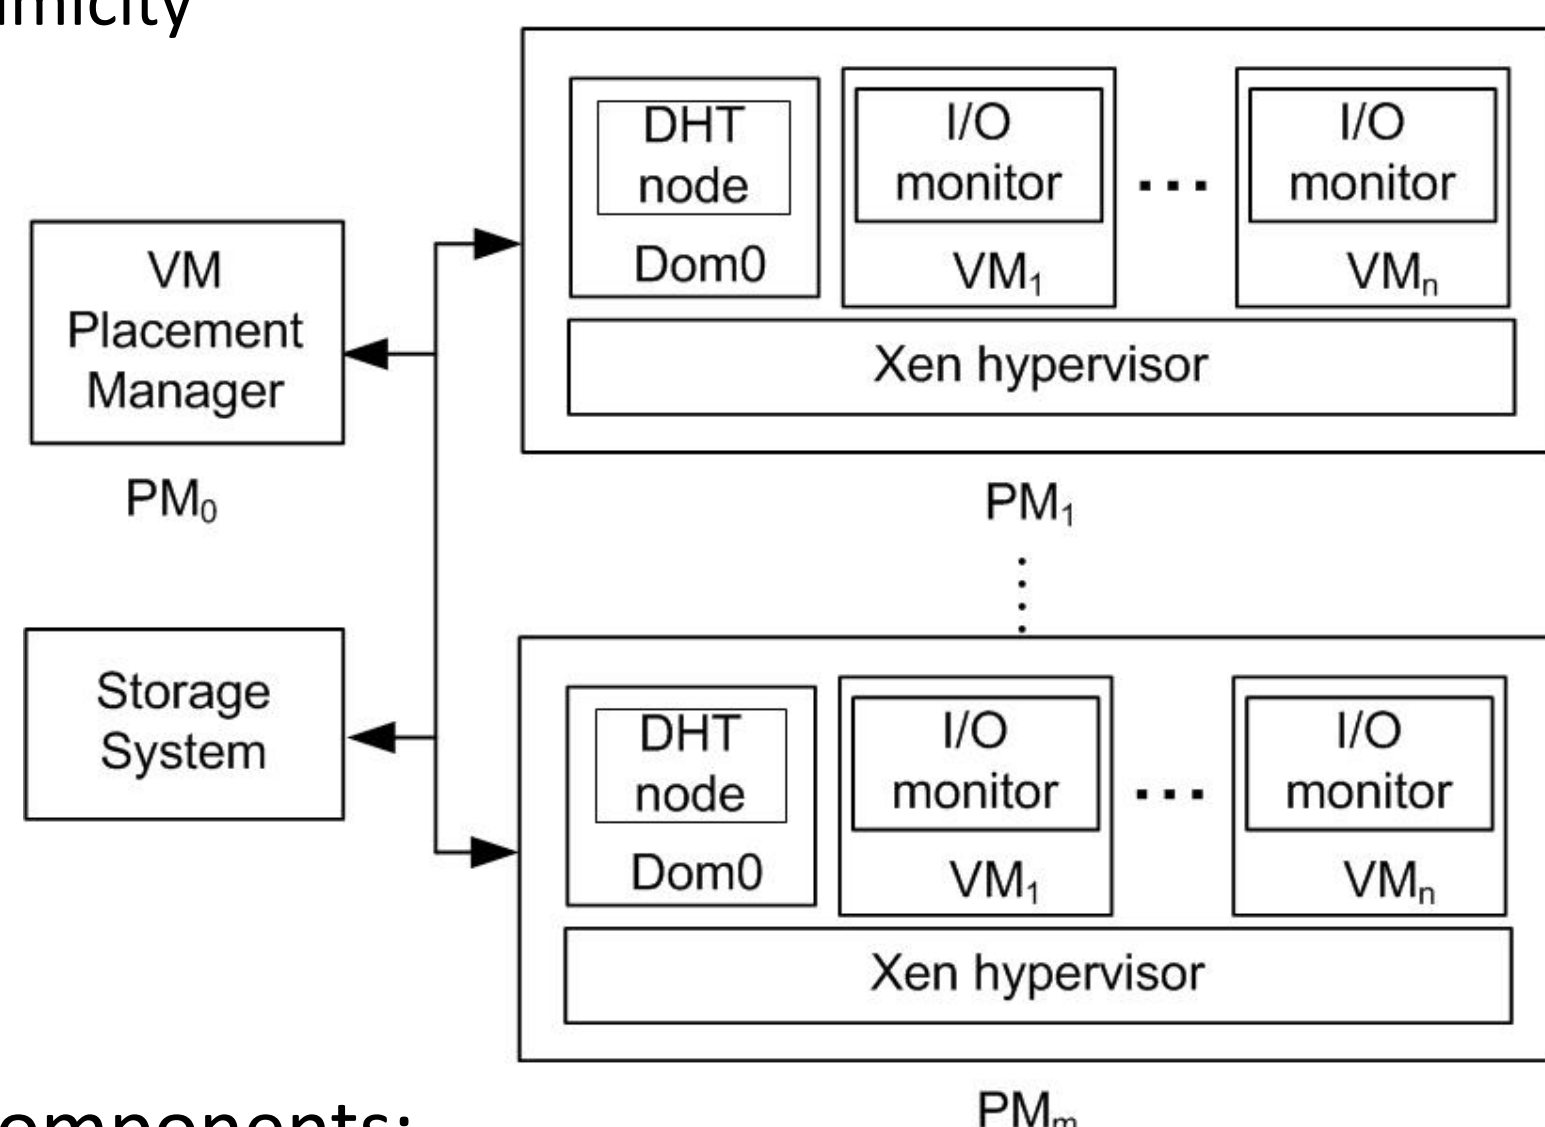 VM
Placement
Manager
PM₀
Storage
System
DHT
node
Dom0
I/O
monitor
VM₁
...
I/O
monitor
VMₙ
Xen hypervisor
PM₁
DHT
node
Dom0
I/O
monitor
VM₁
...
I/O
monitor
VMₙ
Xen hypervisor
PMₘ